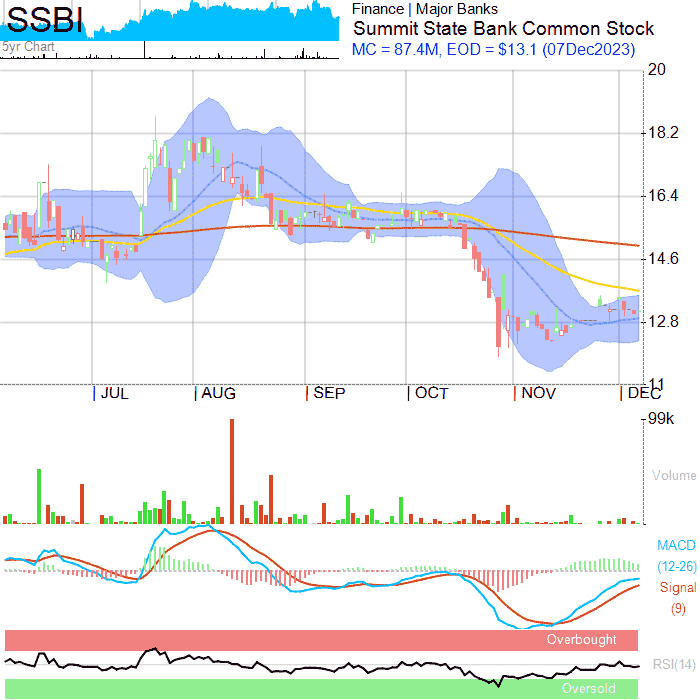 SSBI
5yr Chart
Finance | Major Banks
Summit State Bank Common Stock
MC = 87.4M, EOD = $13.1 (07Dec2023)
20
18.2
16.4
14.6
12.8
11
JUL AUG SEP OCT NOV DEC
99k
Volume
MACD
(12-26)
Signal
(9)
Overbought
RSI(14)
Oversold